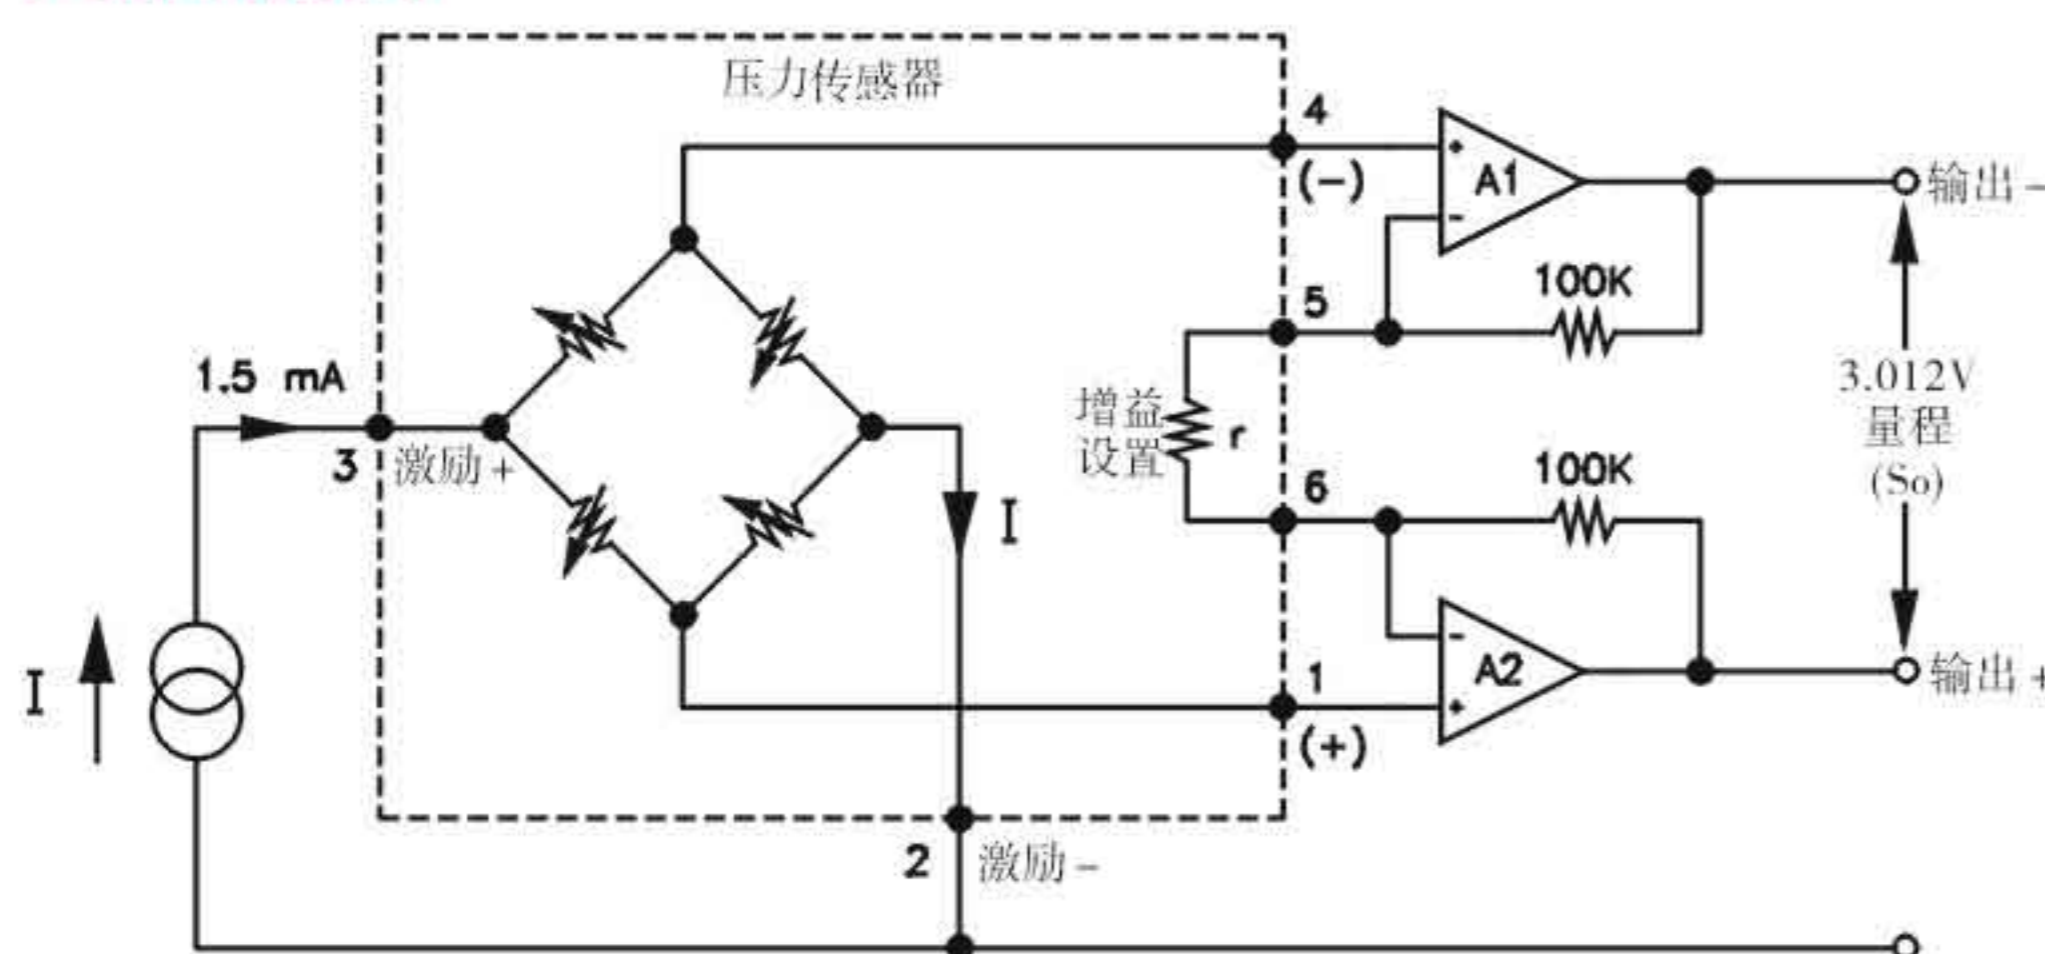 压力传感器
4
(-)
+
A1
-
输出 -
100K
5
1.5 mA
3
激励 +
增益
设置
r
3.012V
量程
(So)
I
6
100K
-
A2
+
1
(+)
输出 +
I
2
激励 -